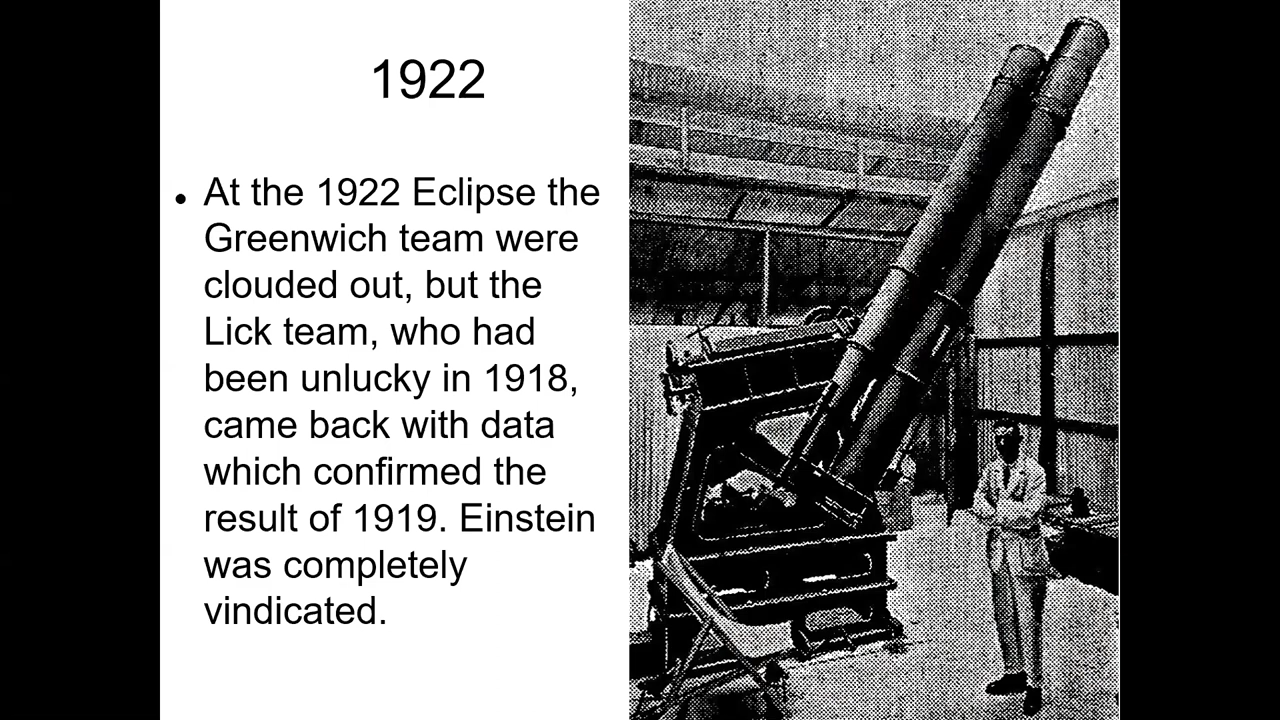 1922
• At the 1922 Eclipse the
Greenwich team were
clouded out, but the
Lick team, who had
been unlucky in 1918,
came back with data
which confirmed the
result of 1919. Einstein
was completely
vindicated.